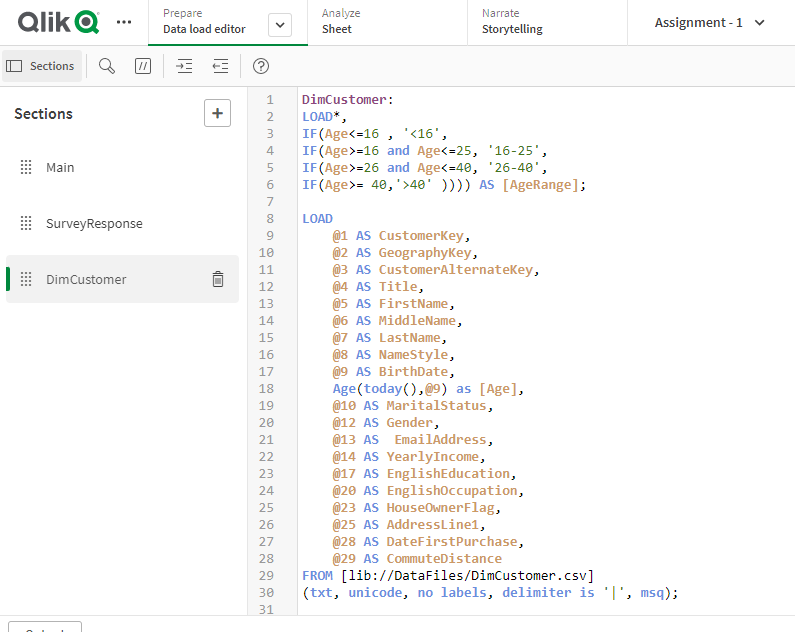 Qlik
Prepare
Data load editor
Analyze
Sheet
Narrate
Storytelling
Assignment - 1
Sections
Sections
Main
SurveyResponse
DimCustomer
1 DimCustomer:
2 LOAD*,
3 IF(Age<=16 , '<16',
4 IF(Age>=16 and Age<=25, '16-25',
5 IF(Age>=26 and Age<=40, '26-40',
6 IF(Age>= 40,'>40' )))) AS [AgeRange];
7
8 LOAD
9 @1 AS CustomerKey,
10 @2 AS GeographyKey,
11 @3 AS CustomerAlternateKey,
12 @4 AS Title,
13 @5 AS FirstName,
14 @6 AS MiddleName,
15 @7 AS LastName,
16 @8 AS NameStyle,
17 @9 AS BirthDate,
18 Age(today(),@9) as [Age],
19 @10 AS MaritalStatus,
20 @12 AS Gender,
21 @13 AS  EmailAddress,
22 @14 AS YearlyIncome,
23 @17 AS EnglishEducation,
24 @20 AS EnglishOccupation,
25 @23 AS HouseOwnerFlag,
26 @25 AS AddressLine1,
27 @28 AS DateFirstPurchase,
28 @29 AS CommuteDistance
29 FROM [lib://DataFiles/DimCustomer.csv]
30 (txt, unicode, no labels, delimiter is '|', msq);
31